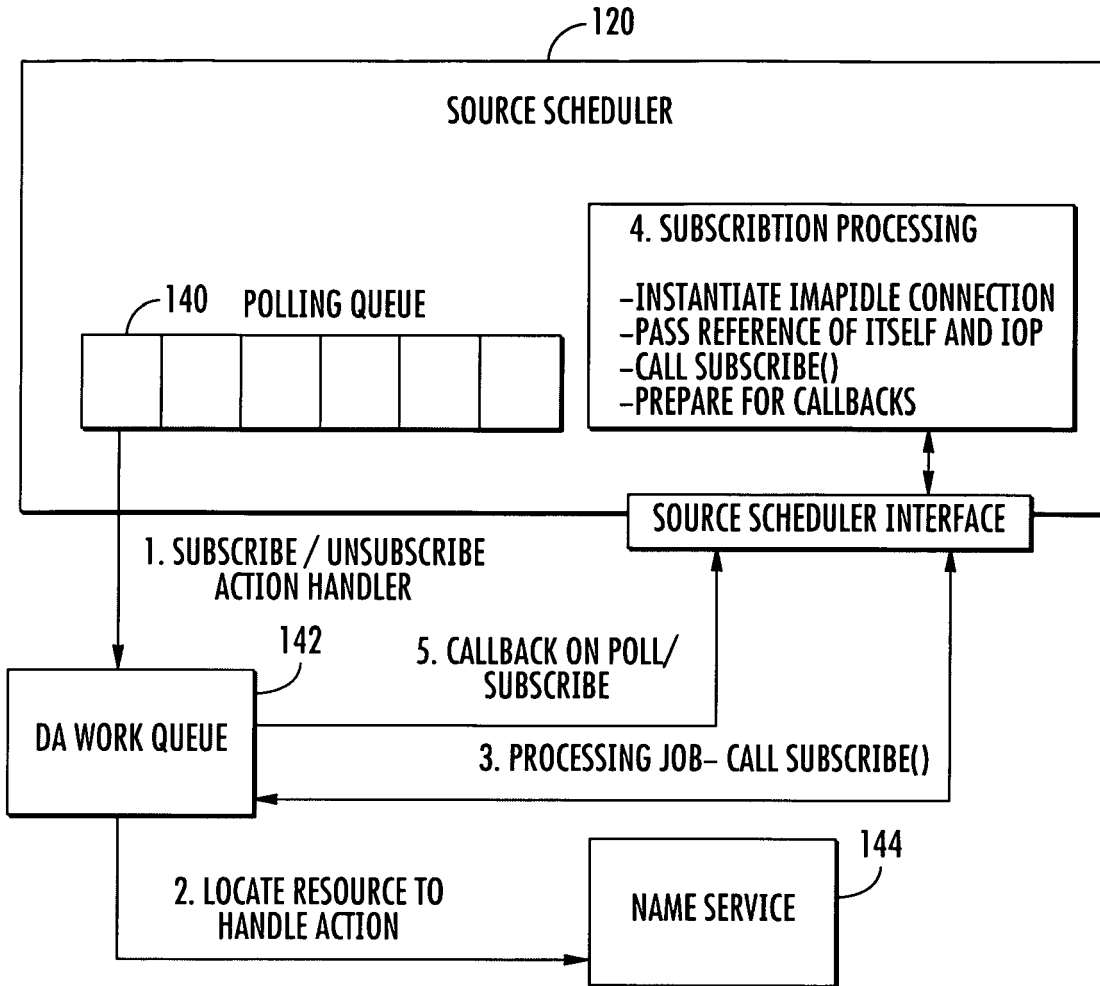 120
SOURCE SCHEDULER
4. SUBSCRIBTION PROCESSING
–INSTANTIATE IMAPIDLE CONNECTION
–PASS REFERENCE OF ITSELF AND IOP
–CALL SUBSCRIBE()
–PREPARE FOR CALLBACKS
140
POLLING QUEUE
SOURCE SCHEDULER INTERFACE
1. SUBSCRIBE / UNSUBSCRIBE
ACTION HANDLER
142
5. CALLBACK ON POLL/
SUBSCRIBE
DA WORK QUEUE
3. PROCESSING JOB– CALL SUBSCRIBE()
144
2. LOCATE RESOURCE TO
HANDLE ACTION
NAME SERVICE